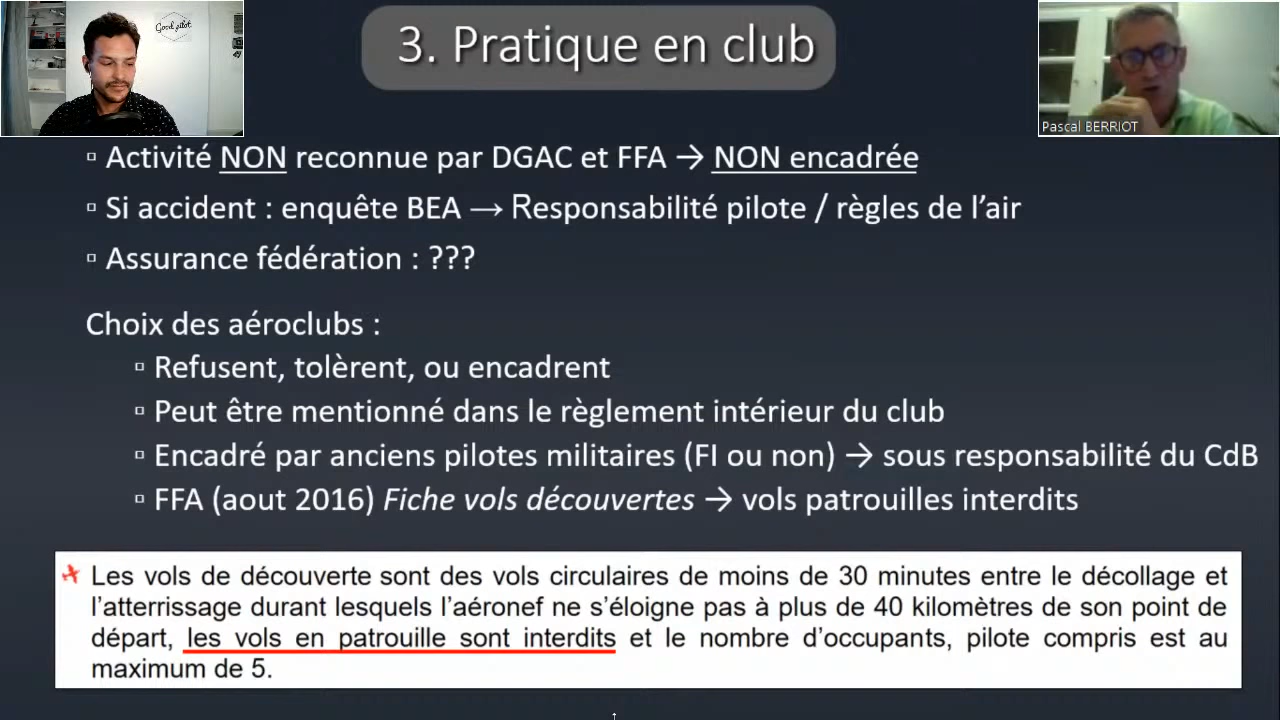 Good pilot
3. Pratique en club
Pascal BERRIOT
▫ Activité NON reconnue par DGAC et FFA → NON encadrée
▫ Si accident : enquête BEA → Responsabilité pilote / règles de l’air
▫ Assurance fédération : ???
Choix des aéroclubs :
▫ Refusent, tolèrent, ou encadrent
▫ Peut être mentionné dans le règlement intérieur du club
▫ Encadré par anciens pilotes militaires (FI ou non) → sous responsabilité du CdB
▫ FFA (aout 2016) Fiche vols découvertes → vols patrouilles interdits
Les vols de découverte sont des vols circulaires de moins de 30 minutes entre le décollage et
l’atterrissage durant lesquels l’aéronef ne s’éloigne pas à plus de 40 kilomètres de son point de
départ, les vols en patrouille sont interdits et le nombre d’occupants, pilote compris est au
maximum de 5.